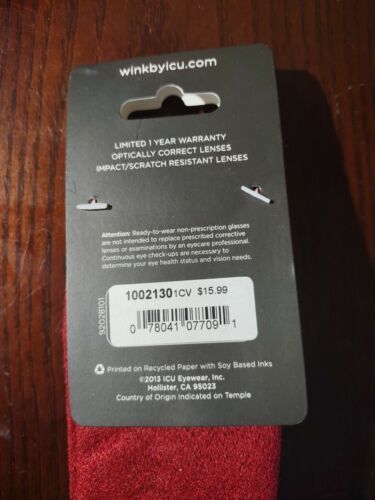 winkbyicu.com
LIMITED 1 YEAR WARRANTY
OPTICALLY CORRECT LENSES
IMPACT/SCRATCH RESISTANT LENSES
Attention: Ready-to-wear non-prescription glasses
are not intended to replace prescribed corrective
lenses or examinations by an eyecare professional.
Continuous eye check-ups are necessary to
determine your eye health status and vision needs.
92028101
1002130 1CV $15.99
0 78041 07709 1
Printed on Recycled Paper with Soy Based Inks
©2013 ICU Eyewear, Inc.
Hollister, CA 95023
Country of Origin Indicated on Temple